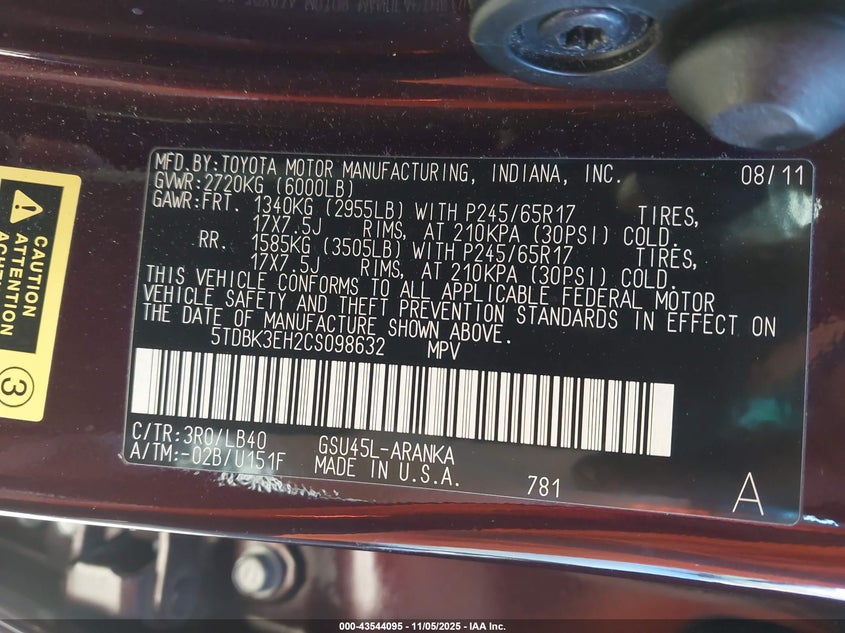 MFD.BY:TOYOTA MOTOR MANUFACTURING, INDIANA, INC. 08/11
GVWR:2720KG (6000LB)
GAWR:FRT. 1340KG (2955LB) WITH P245/65R17 TIRES,
17X7.5J RIMS, AT 210KPA (30PSI) COLD.
RR. 1585KG (3505LB) WITH P245/65R17 TIRES,
17X7.5J RIMS, AT 210KPA (30PSI) COLD.
THIS VEHICLE CONFORMS TO ALL APPLICABLE FEDERAL MOTOR
VEHICLE SAFETY AND THEFT PREVENTION STANDARDS IN EFFECT ON
THE DATE OF MANUFACTURE SHOWN ABOVE.
5TDBK3EH2CS098632 MPV
C/TR:3R0/LB40 GSU45L-ARANKA
A/TM:-02B/U151F MADE IN U.S.A.
781 A
CAUTION
ATTENTION
3
000-43544095 - 11/05/2025 - IAA Inc.